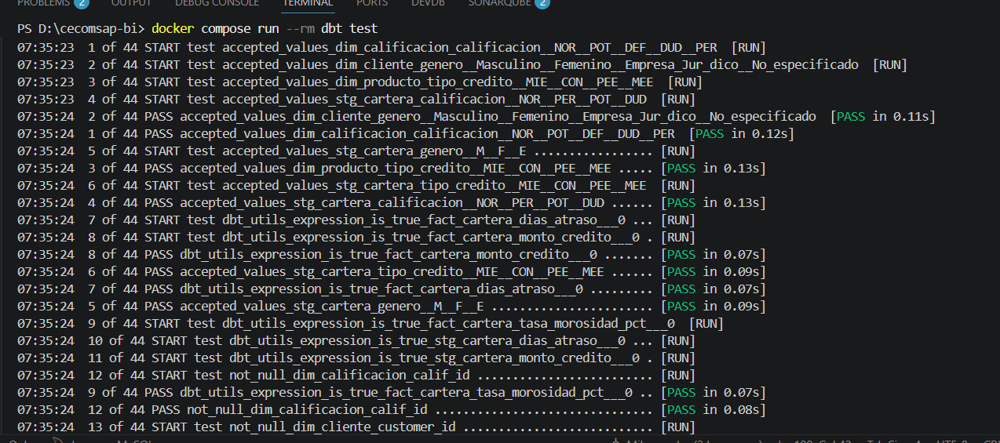 PROBLEMS 2 OUTPUT DEBUG CONSOLE TERMINAL PORTS DEVDB SONARQUBE 2
PS D:\cecomsap-bi> docker compose run --rm dbt test
07:35:23  1 of 44 START test accepted_values_dim_calificacion_calificacion__NOR__POT__DEF__DUD__PER  [RUN]
07:35:23  2 of 44 START test accepted_values_dim_cliente_genero__Masculino__Femenino__Empresa_Jur_dico__No_especificado  [RUN]
07:35:23  3 of 44 START test accepted_values_dim_producto_tipo_credito__MIE__CON__PEE__MEE  [RUN]
07:35:23  4 of 44 START test accepted_values_stg_cartera_calificacion__NOR__PER__POT__DUD  [RUN]
07:35:24  2 of 44 PASS accepted_values_dim_cliente_genero__Masculino__Femenino__Empresa_Jur_dico__No_especificado  [PASS in 0.11s]
07:35:24  1 of 44 PASS accepted_values_dim_calificacion_calificacion__NOR__POT__DEF__DUD__PER  [PASS in 0.12s]
07:35:24  5 of 44 START test accepted_values_stg_cartera_genero__M__F__E ................. [RUN]
07:35:24  3 of 44 PASS accepted_values_dim_producto_tipo_credito__MIE__CON__PEE__MEE ..... [PASS in 0.13s]
07:35:24  6 of 44 START test accepted_values_stg_cartera_tipo_credito__MIE__CON__PEE__MEE  [RUN]
07:35:24  4 of 44 PASS accepted_values_stg_cartera_calificacion__NOR__PER__POT__DUD ...... [PASS in 0.13s]
07:35:24  7 of 44 START test dbt_utils_expression_is_true_fact_cartera_dias_atraso___0 ... [RUN]
07:35:24  8 of 44 START test dbt_utils_expression_is_true_fact_cartera_monto_credito___0 . [RUN]
07:35:24  8 of 44 PASS dbt_utils_expression_is_true_fact_cartera_monto_credito___0 ....... [PASS in 0.07s]
07:35:24  6 of 44 PASS accepted_values_stg_cartera_tipo_credito__MIE__CON__PEE__MEE ...... [PASS in 0.09s]
07:35:24  7 of 44 PASS dbt_utils_expression_is_true_fact_cartera_dias_atraso___0 ......... [PASS in 0.07s]
07:35:24  5 of 44 PASS accepted_values_stg_cartera_genero__M__F__E ....................... [PASS in 0.09s]
07:35:24  9 of 44 START test dbt_utils_expression_is_true_fact_cartera_tasa_morosidad_pct___0  [RUN]
07:35:24  10 of 44 START test dbt_utils_expression_is_true_stg_cartera_dias_atraso___0 ... [RUN]
07:35:24  11 of 44 START test dbt_utils_expression_is_true_stg_cartera_monto_credito___0 . [RUN]
07:35:24  12 of 44 START test not_null_dim_calificacion_calif_id ......................... [RUN]
07:35:24  9 of 44 PASS dbt_utils_expression_is_true_fact_cartera_tasa_morosidad_pct___0 .. [PASS in 0.07s]
07:35:24  12 of 44 PASS not_null_dim_calificacion_calif_id ............................... [PASS in 0.08s]
07:35:24  13 of 44 START test not_null_dim_cliente_customer_id ........................... [RUN]